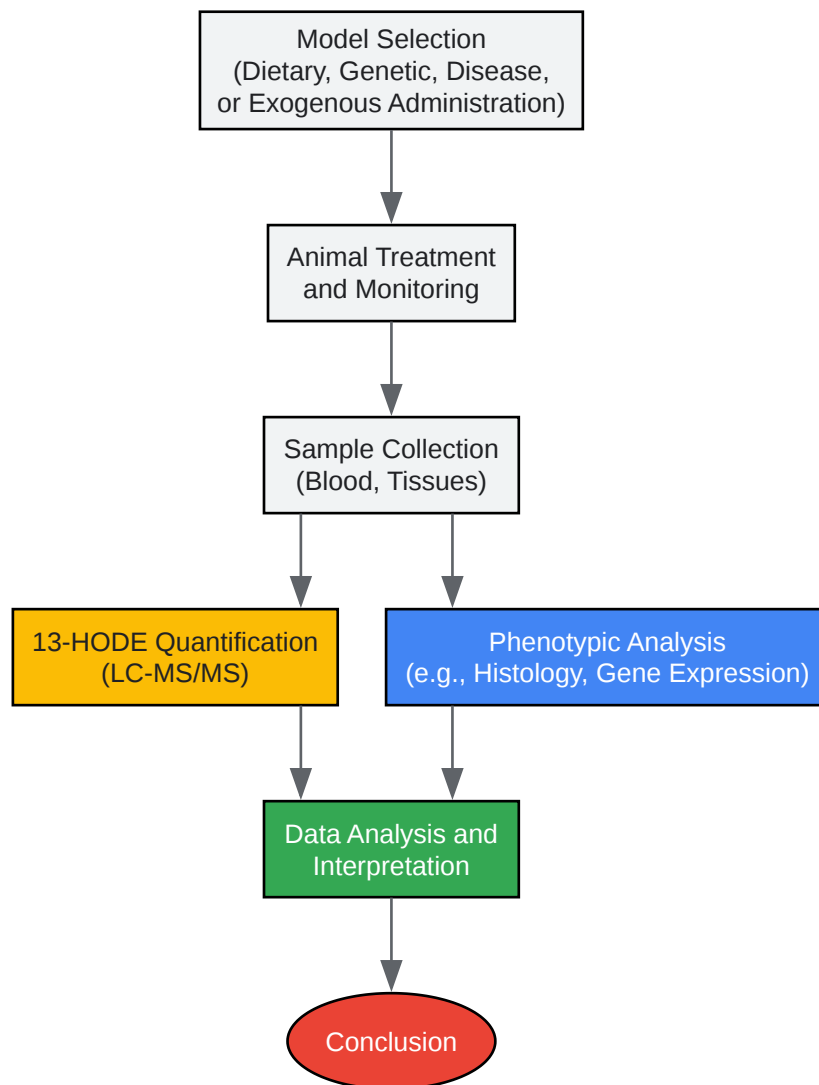 Model Selection
(Dietary, Genetic, Disease,
or Exogenous Administration)
Animal Treatment
and Monitoring
Sample Collection
(Blood, Tissues)
13-HODE Quantification
(LC-MS/MS)
Phenotypic Analysis
(e.g., Histology, Gene Expression)
Data Analysis and
Interpretation
Conclusion